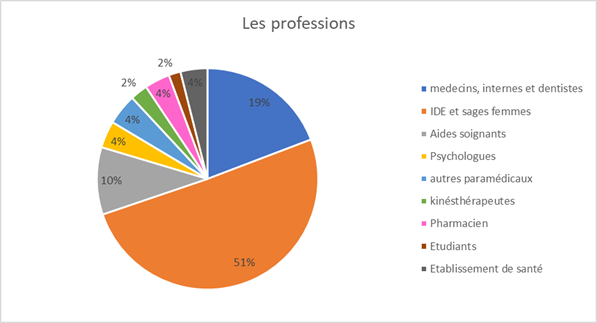 Les professions
2%
4%
19%
2%
4%
4%
4%
10%
51%
medecins, internes et dentistes
IDE et sages femmes
Aides soignants
Psychologues
autres paramédicaux
kinésthérapeutes
Pharmacien
Etudiants
Etablissement de santé